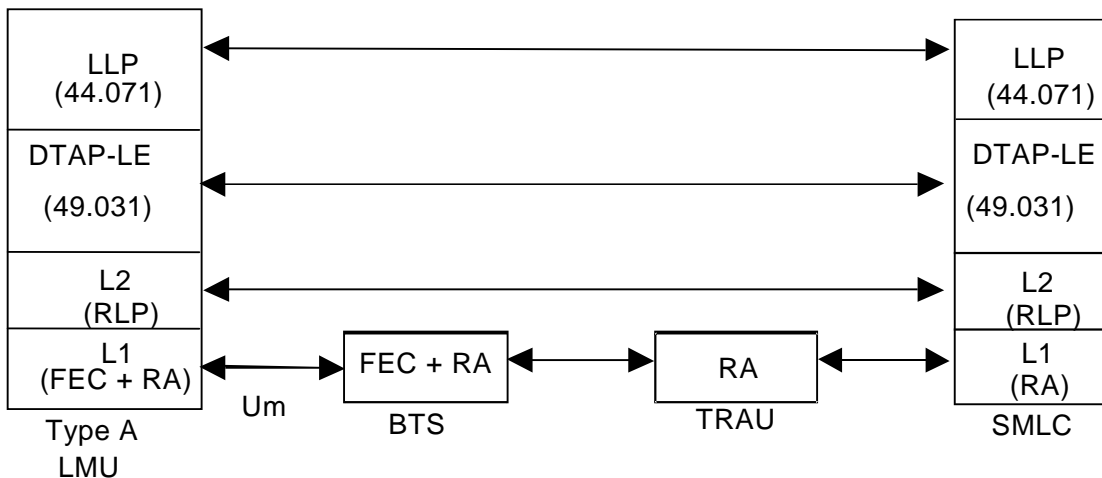 LLP
(44.071)
DTAP-LE
(49.031)
L2
(RLP)
L1
(FEC + RA)
Type A
LMU
Um
FEC + RA
BTS
RA
TRAU
LLP
(44.071)
DTAP-LE
(49.031)
L2
(RLP)
L1
(RA)
SMLC